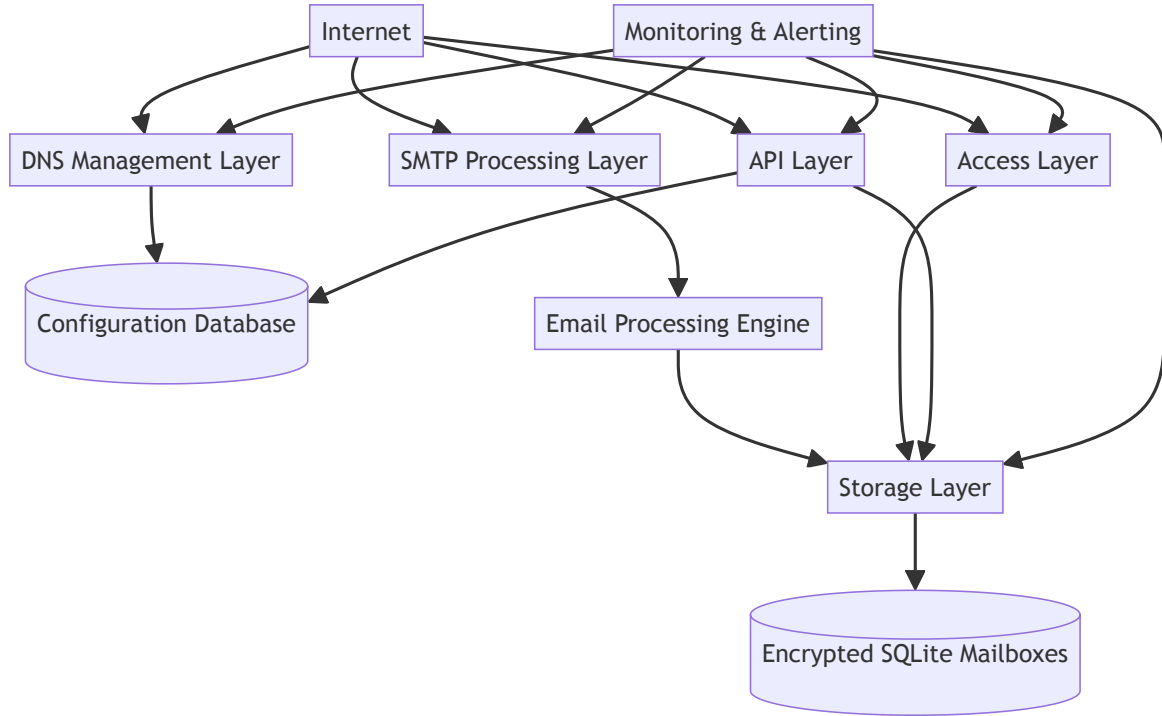 Internet
Monitoring & Alerting
DNS Management Layer
SMTP Processing Layer
API Layer
Access Layer
Configuration Database
Email Processing Engine
Storage Layer
Encrypted SQLite Mailboxes